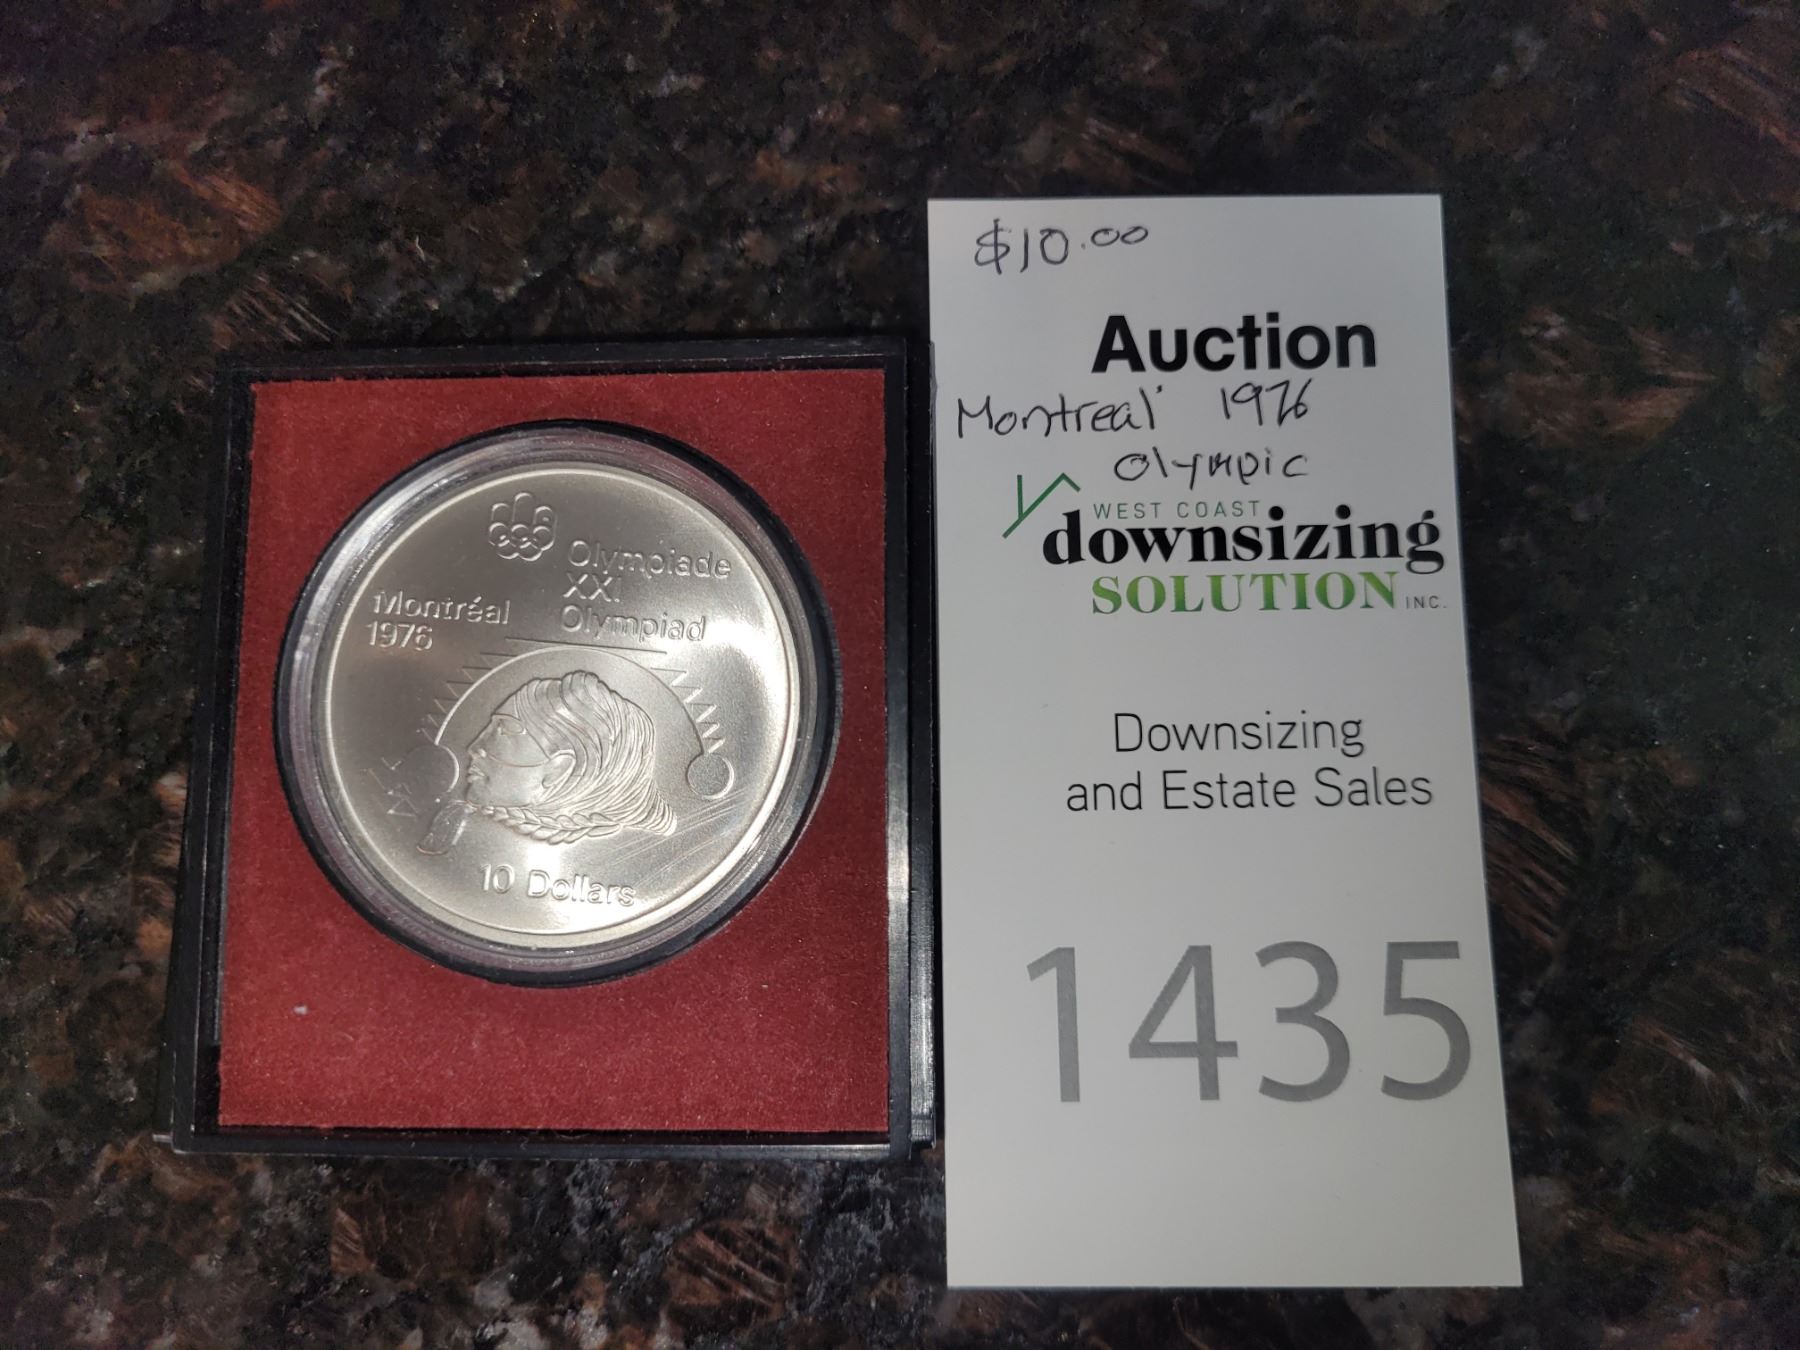 Olympiade
XXI
Olympiad
Montréal
1976
10 Dollars
$10.00
Auction
Montreal' 1976
Olympic
WEST COAST
downsizing
SOLUTION INC.
Downsizing
and Estate Sales
1435